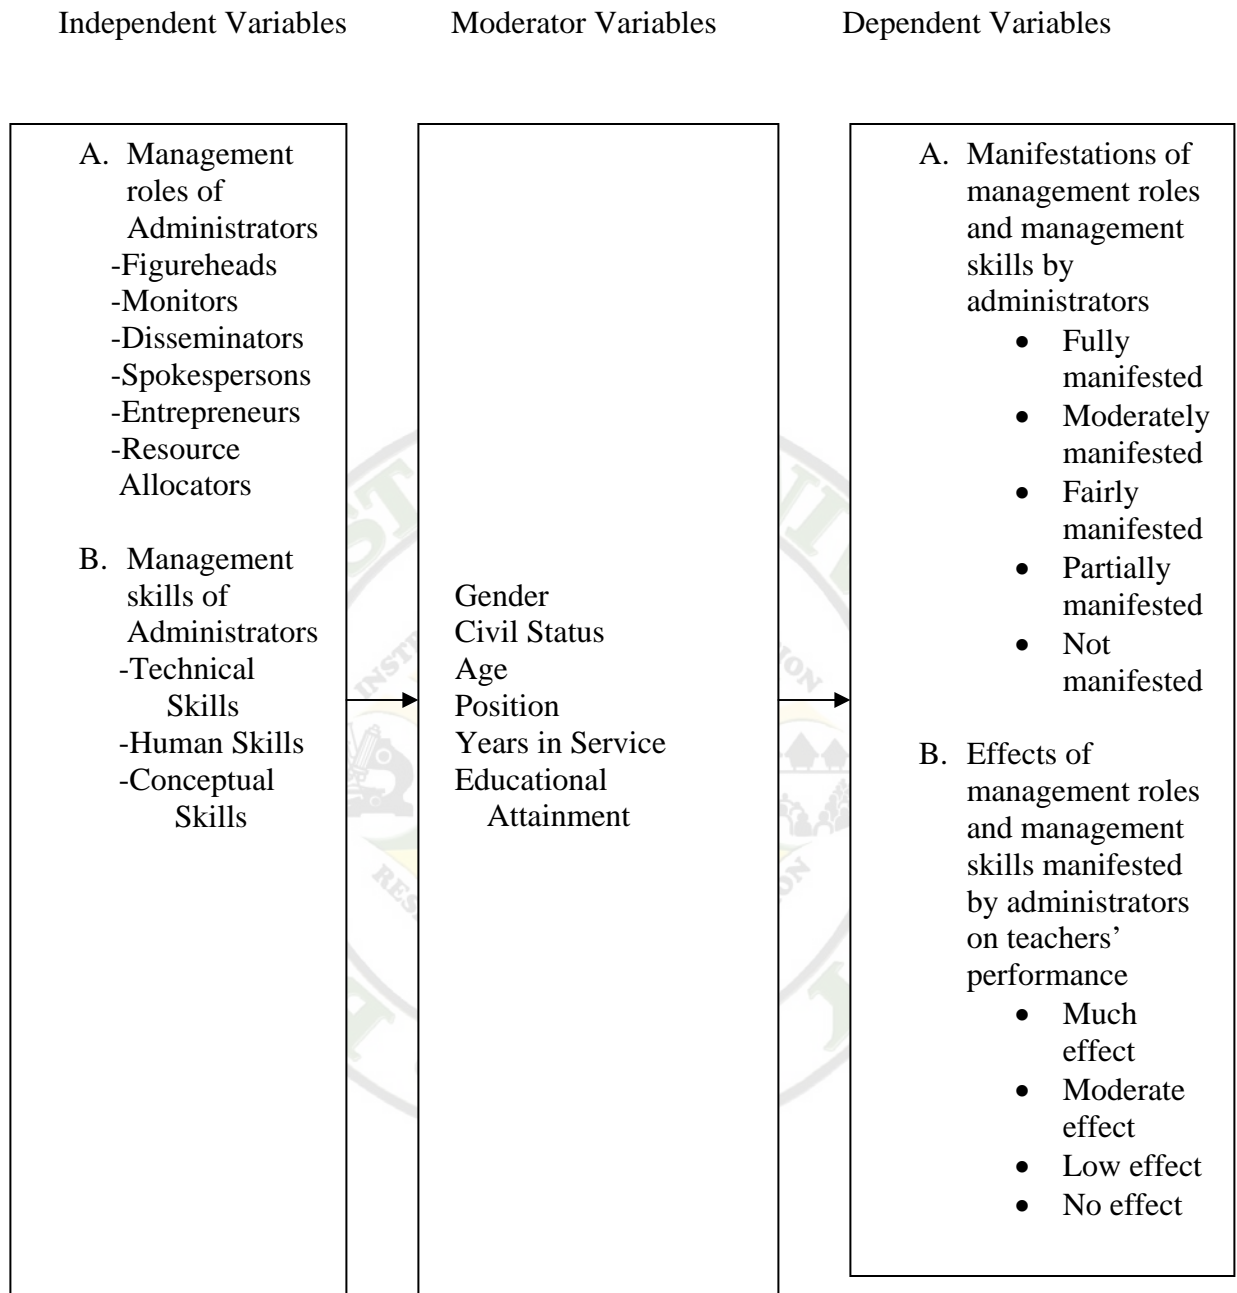 Independent Variables
Moderator Variables
Dependent Variables
A. Management
roles of
Administrators
-Figureheads
-Monitors
-Disseminators
-Spokespersons
-Entrepreneurs
-Resource
Allocators
B. Management
skills of
Administrators
-Technical
Skills
-Human Skills
-Conceptual
Skills
Gender
Civil Status
Age
Position
Years in Service
Educational
Attainment
A. Manifestations of
management roles
and management
skills by
administrators
• Fully
manifested
• Moderately
manifested
• Fairly
manifested
• Partially
manifested
• Not
manifested
B. Effects of
management roles
and management
skills manifested
by administrators
on teachers’
performance
• Much
effect
• Moderate
effect
• Low effect
• No effect